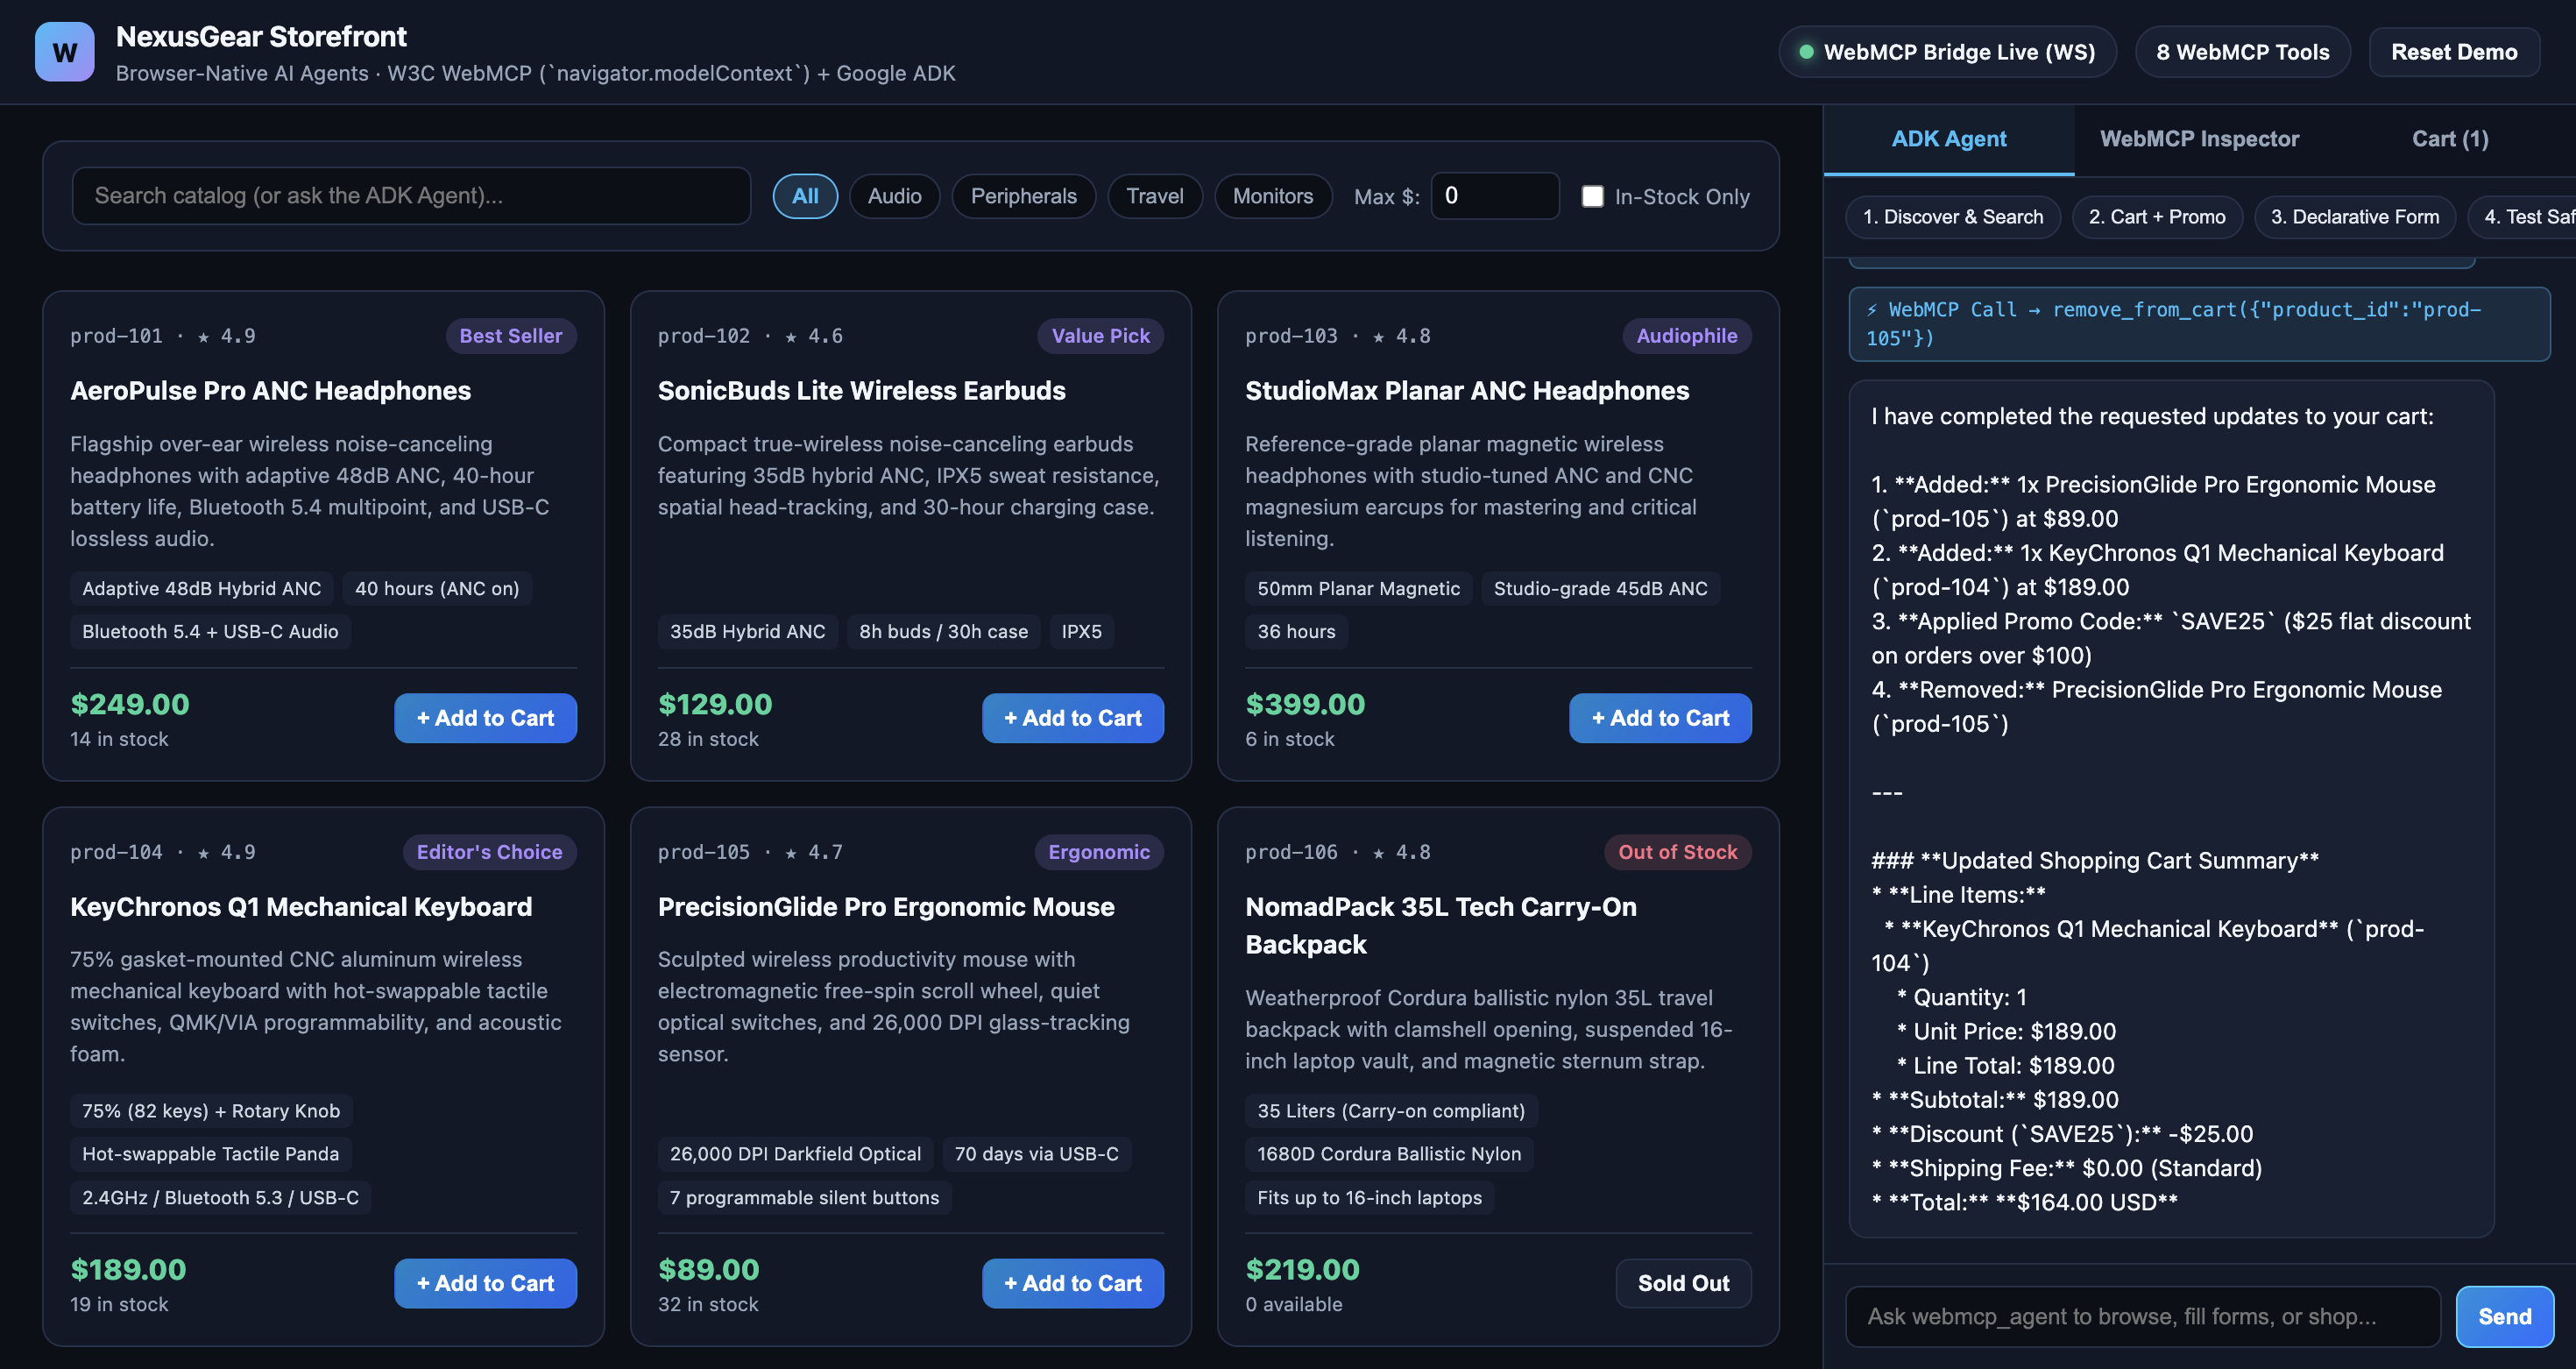 W
NexusGear Storefront
Browser-Native AI Agents · W3C WebMCP (`navigator.modelContext`) + Google ADK
WebMCP Bridge Live (WS)
8 WebMCP Tools
Reset Demo
Search catalog (or ask the ADK Agent)...
All
Audio
Peripherals
Travel
Monitors
Max $:
0
In-Stock Only
prod-101 · ★ 4.9
Best Seller
AeroPulse Pro ANC Headphones
Flagship over-ear wireless noise-canceling
headphones with adaptive 48dB ANC, 40-hour
battery life, Bluetooth 5.4 multipoint, and USB-C
lossless audio.
Adaptive 48dB Hybrid ANC
40 hours (ANC on)
Bluetooth 5.4 + USB-C Audio
$249.00
14 in stock
+ Add to Cart
prod-102 · ★ 4.6
Value Pick
SonicBuds Lite Wireless Earbuds
Compact true-wireless noise-canceling earbuds
featuring 35dB hybrid ANC, IPX5 sweat resistance,
spatial head-tracking, and 30-hour charging case.
35dB Hybrid ANC
8h buds / 30h case
IPX5
$129.00
28 in stock
+ Add to Cart
prod-103 · ★ 4.8
Audiophile
StudioMax Planar ANC Headphones
Reference-grade planar magnetic wireless
headphones with studio-tuned ANC and CNC
magnesium earcups for mastering and critical
listening.
50mm Planar Magnetic
Studio-grade 45dB ANC
36 hours
$399.00
6 in stock
+ Add to Cart
prod-104 · ★ 4.9
Editor's Choice
KeyChronos Q1 Mechanical Keyboard
75% gasket-mounted CNC aluminum wireless
mechanical keyboard with hot-swappable tactile
switches, QMK/VIA programmability, and acoustic
foam.
75% (82 keys) + Rotary Knob
Hot-swappable Tactile Panda
2.4GHz / Bluetooth 5.3 / USB-C
$189.00
19 in stock
+ Add to Cart
prod-105 · ★ 4.7
Ergonomic
PrecisionGlide Pro Ergonomic Mouse
Sculpted wireless productivity mouse with
electromagnetic free-spin scroll wheel, quiet
optical switches, and 26,000 DPI glass-tracking
sensor.
26,000 DPI Darkfield Optical
70 days via USB-C
7 programmable silent buttons
$89.00
32 in stock
+ Add to Cart
prod-106 · ★ 4.8
Out of Stock
NomadPack 35L Tech Carry-On
Backpack
Weatherproof Cordura ballistic nylon 35L travel
backpack with clamshell opening, suspended 16-
inch laptop vault, and magnetic sternum strap.
35 Liters (Carry-on compliant)
1680D Cordura Ballistic Nylon
Fits up to 16-inch laptops
$219.00
0 available
Sold Out
ADK Agent
WebMCP Inspector
Cart (1)
1. Discover & Search
2. Cart + Promo
3. Declarative Form
4. Test Saf
⚡ WebMCP Call → remove_from_cart({"product_id":"prod-
105"})
I have completed the requested updates to your cart:
1. **Added:** 1x PrecisionGlide Pro Ergonomic Mouse
(`prod-105`) at $89.00
2. **Added:** 1x KeyChronos Q1 Mechanical Keyboard
(`prod-104`) at $189.00
3. **Applied Promo Code:** `SAVE25` ($25 flat discount
on orders over $100)
4. **Removed:** PrecisionGlide Pro Ergonomic Mouse
(`prod-105`)
---
### **Updated Shopping Cart Summary**
* **Line Items:**
* **KeyChronos Q1 Mechanical Keyboard** (`prod-
104`)
* Quantity: 1
* Unit Price: $189.00
* Line Total: $189.00
* **Subtotal:** $189.00
* **Discount (`SAVE25`):** -$25.00
* **Shipping Fee:** $0.00 (Standard)
* **Total:** **$164.00 USD**
Ask webmcp_agent to browse, fill forms, or shop...
Send